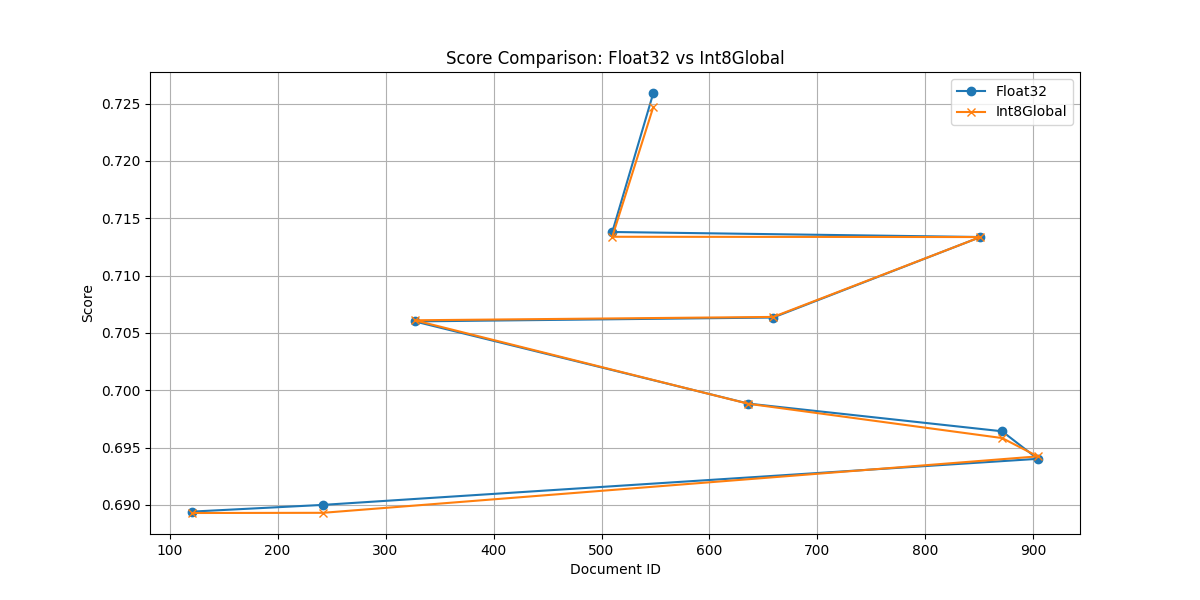 Score Comparison: Float32 vs Int8Global
Float32
Int8Global
0.725
0.720
0.715
0.710
0.705
0.700
0.695
0.690
Score
100 200 300 400 500 600 700 800 900
Document ID